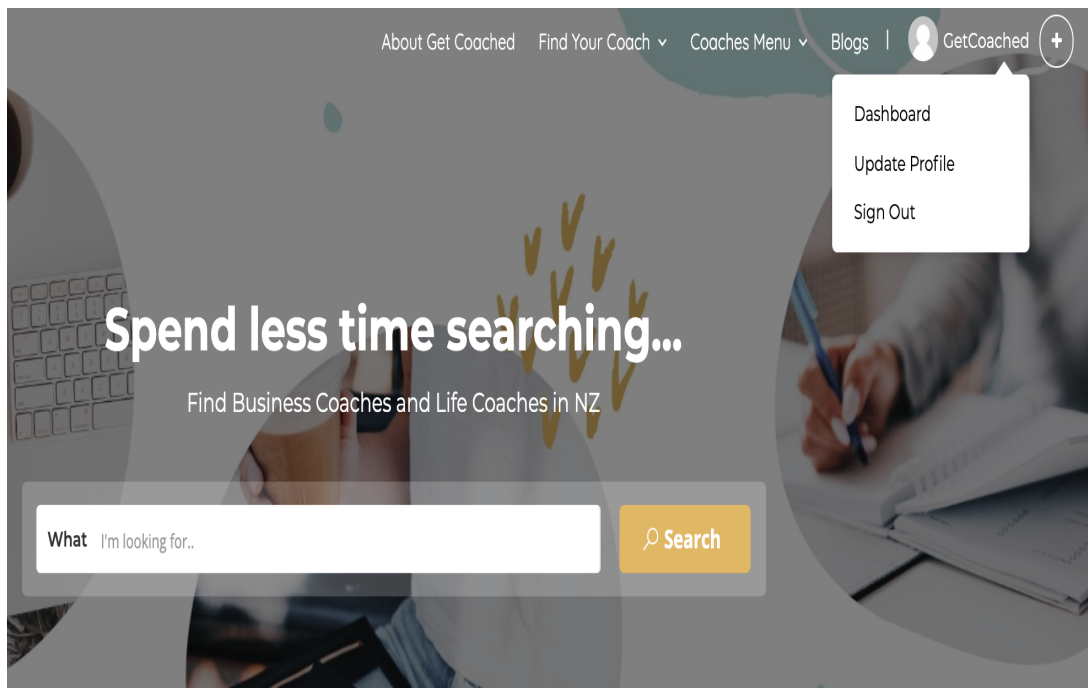 About Get Coached Find Your Coach Coaches Menu Blogs | GetCoached +
Dashboard
Update Profile
Sign Out
Spend less time searching...
Find Business Coaches and Life Coaches in NZ
What I'm looking for.. Search